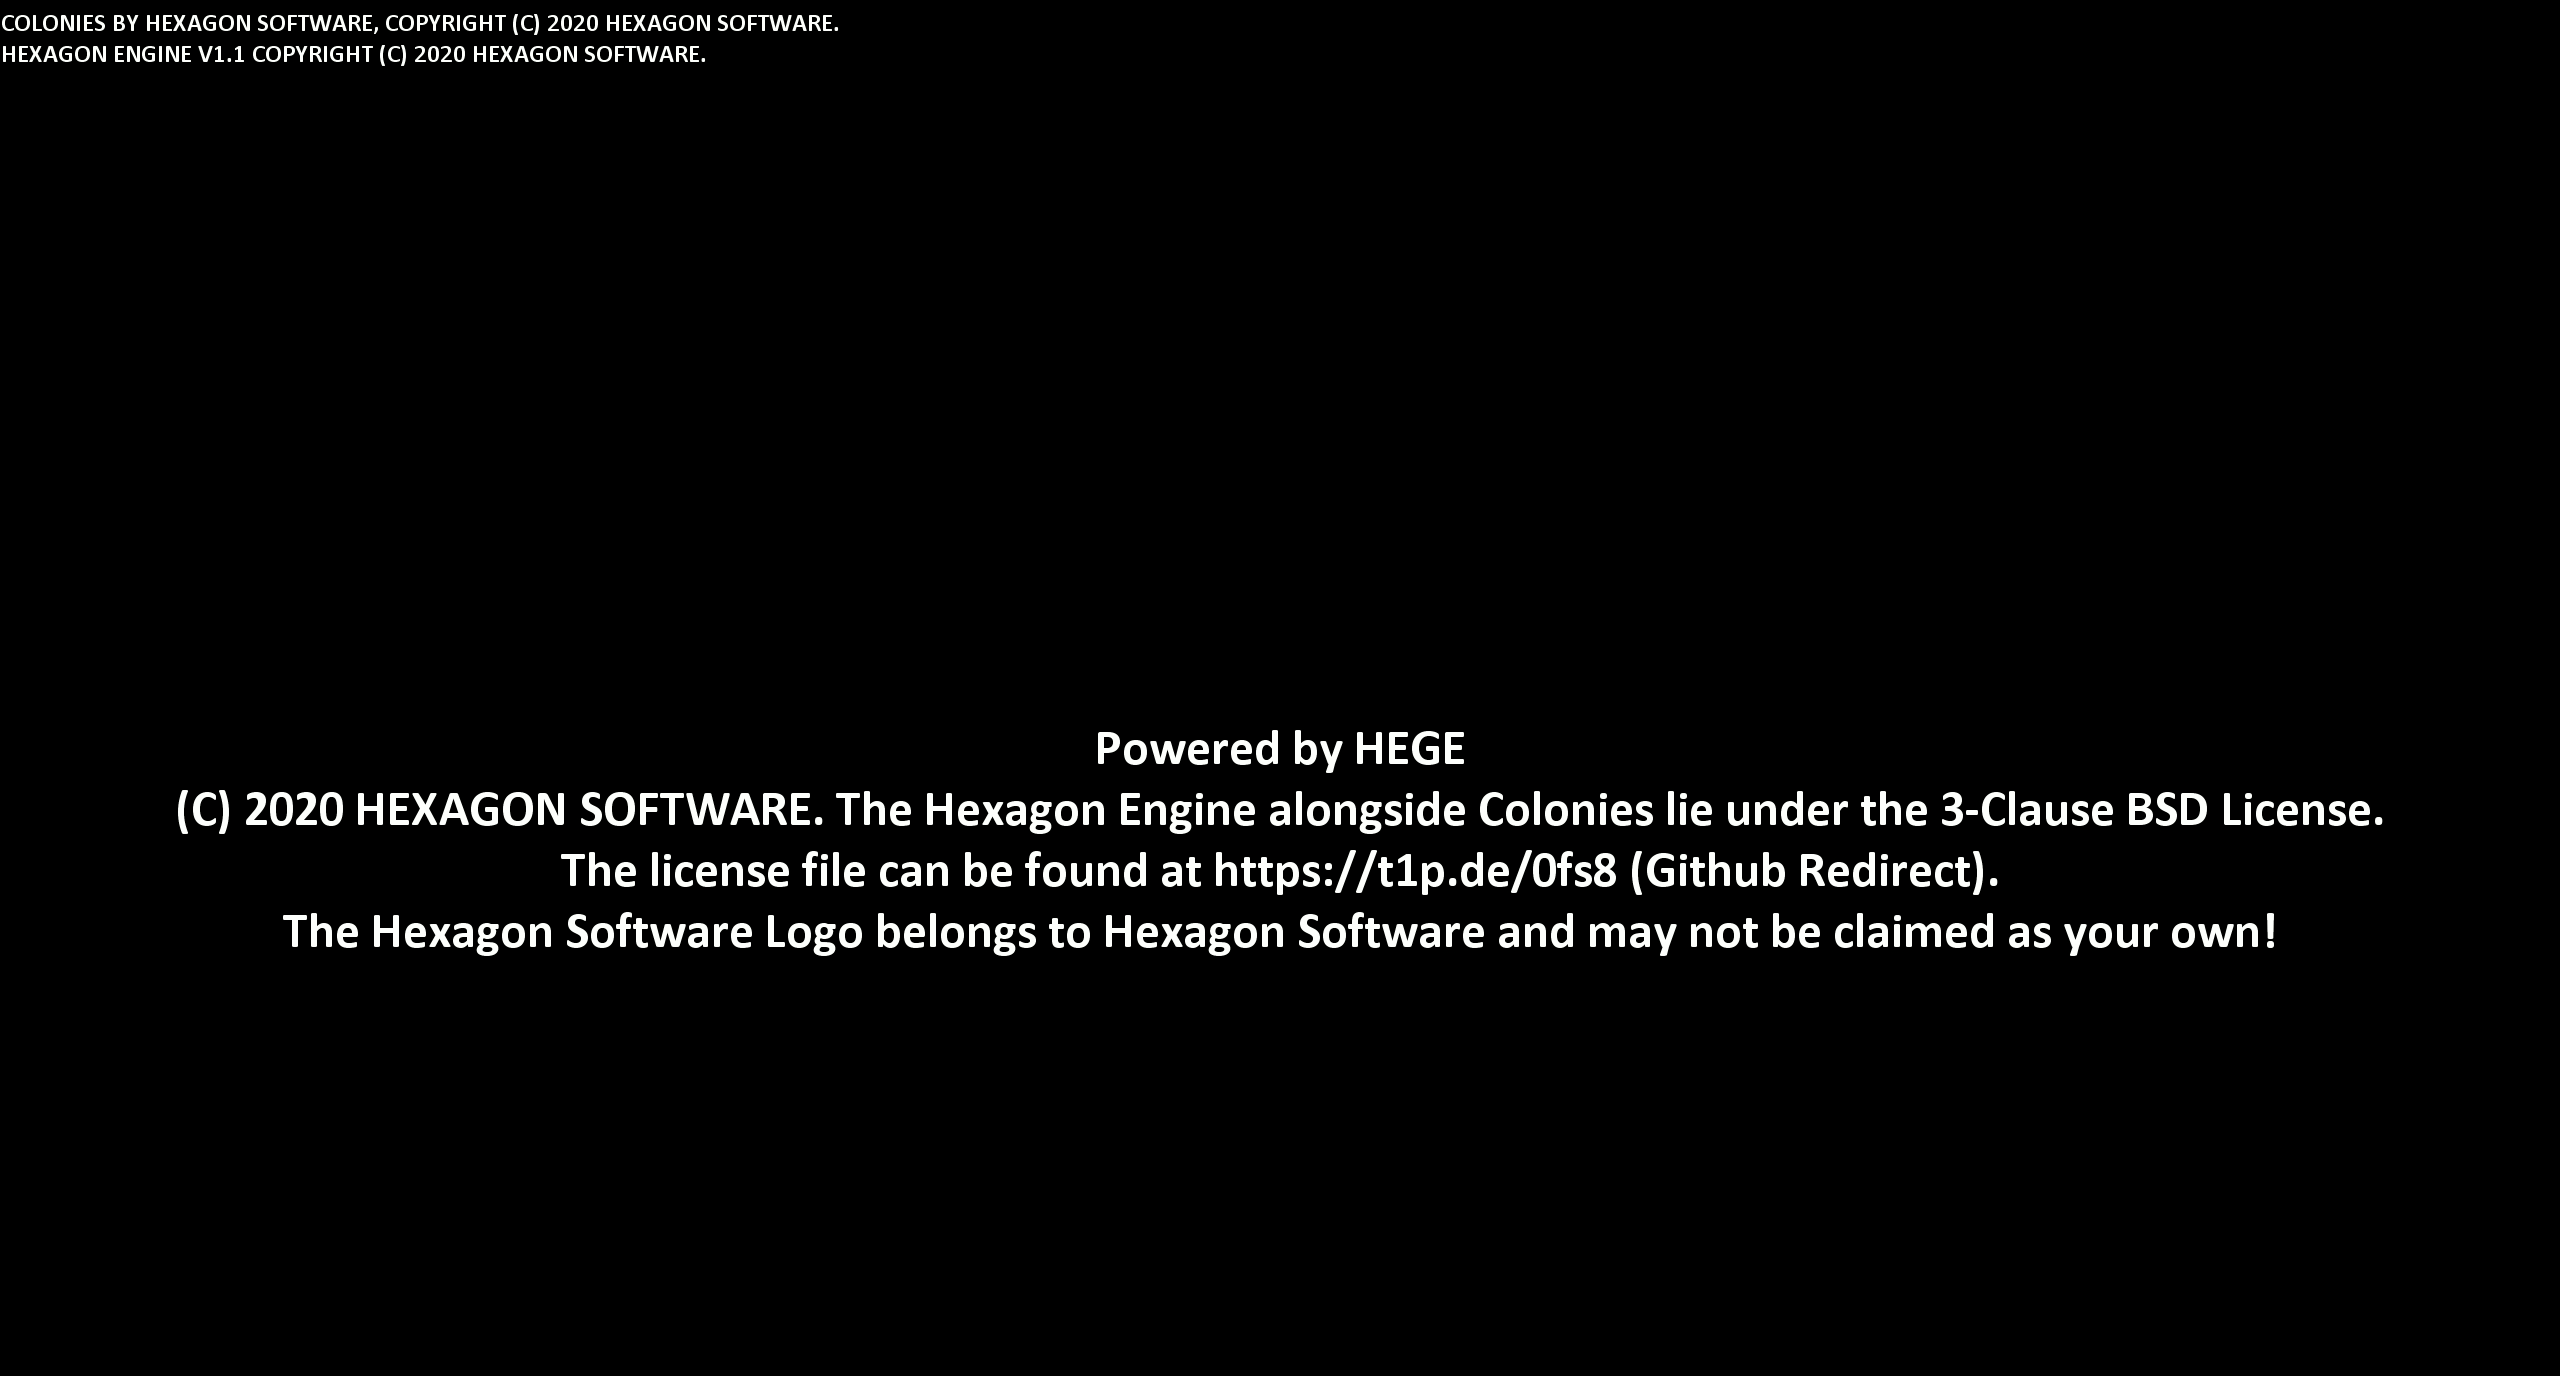 COLONIES BY HEXAGON SOFTWARE, COPYRIGHT (C) 2020 HEXAGON SOFTWARE.
HEXAGON ENGINE V1.1 COPYRIGHT (C) 2020 HEXAGON SOFTWARE.
Powered by HEGE
(C) 2020 HEXAGON SOFTWARE. The Hexagon Engine alongside Colonies lie under the 3-Clause BSD License.
The license file can be found at https://t1p.de/0fs8 (Github Redirect).
The Hexagon Software Logo belongs to Hexagon Software and may not be claimed as your own!